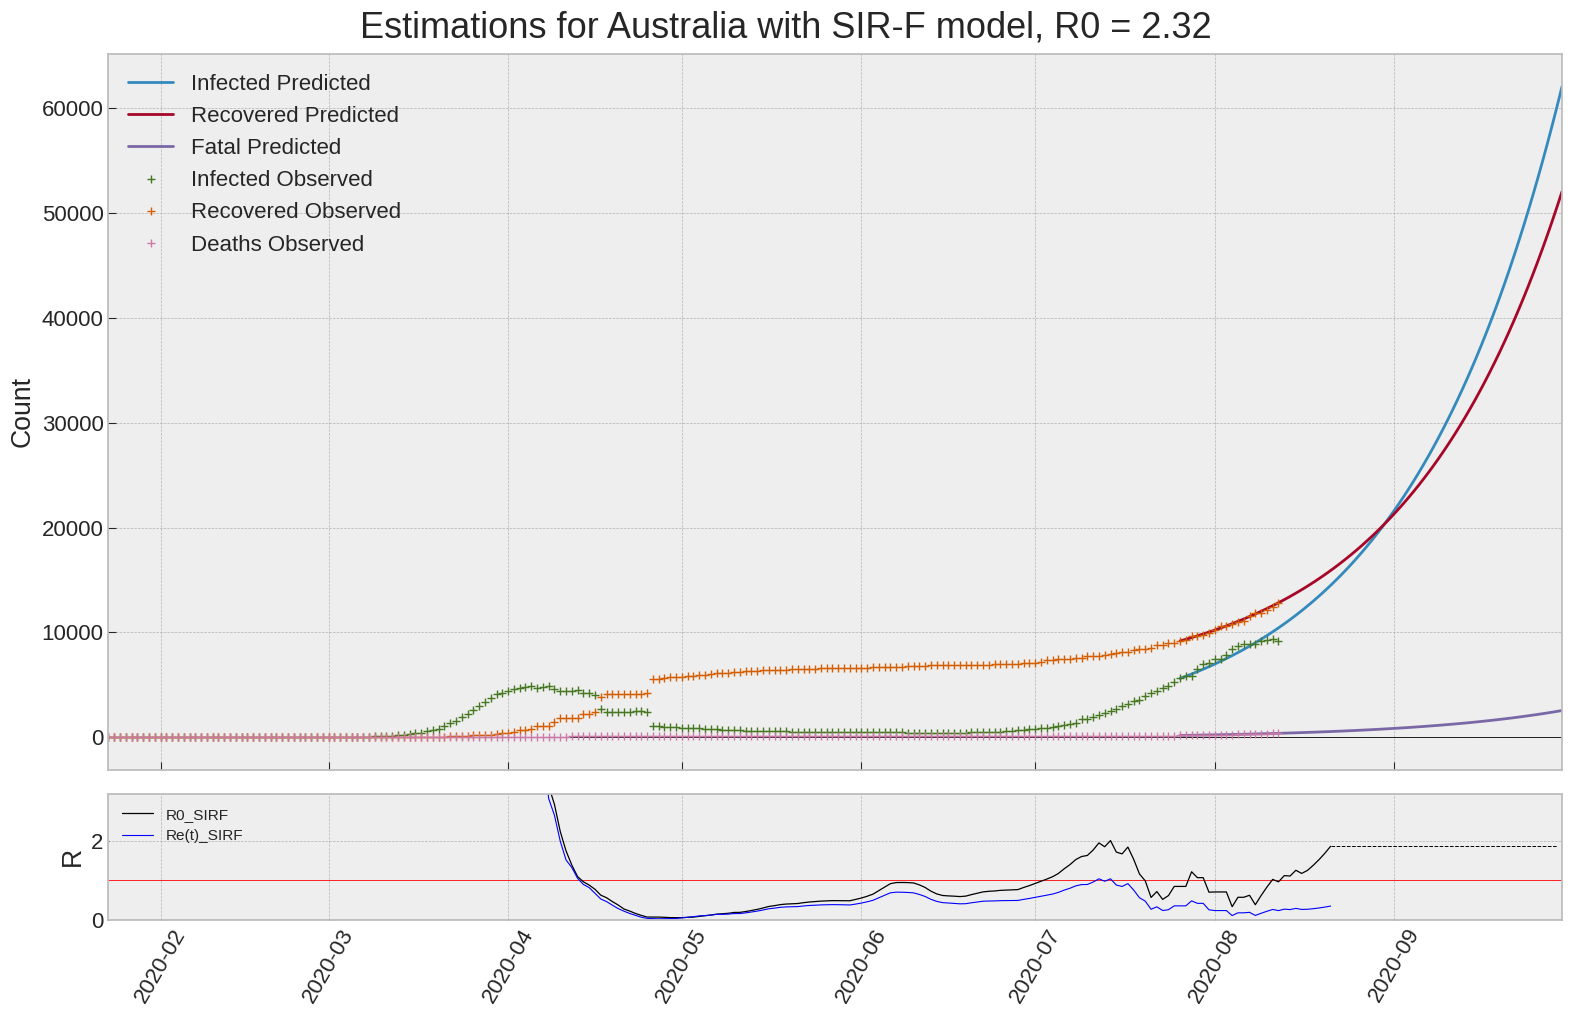 Estimations for Australia with SIR-F model, R0 = 2.32
Infected Predicted
Recovered Predicted
Fatal Predicted
Infected Observed
Recovered Observed
Deaths Observed
60000
50000
40000
30000
20000
10000
0
Count
R0_SIRF
Re(t)_SIRF
2
0
R
2020-02
2020-03
2020-04
2020-05
2020-06
2020-07
2020-08
2020-09